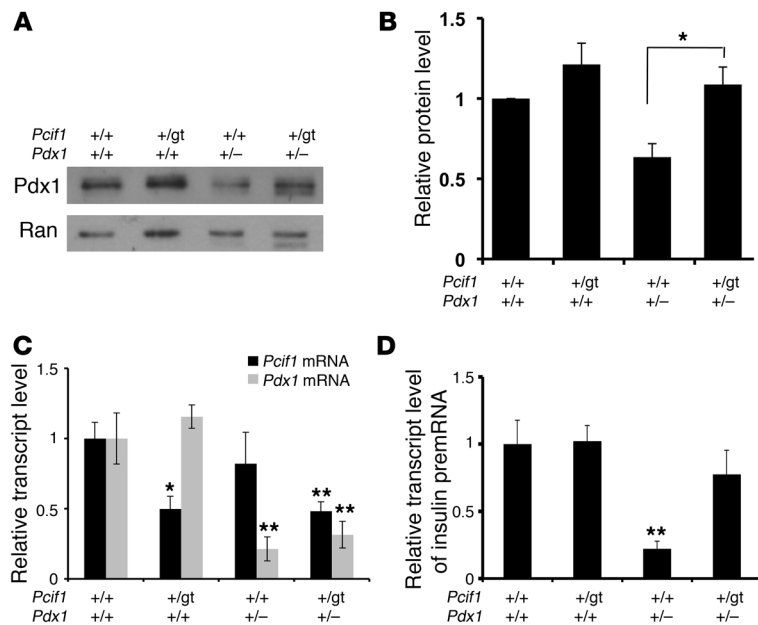 A
Pcif1 +/+ +/gt +/+ +/gt
Pdx1 +/+ +/+ +/– +/–
Pdx1
Ran
B
Relative protein level
1.5
1
0.5
0
*
Pcif1 +/+ +/gt +/+ +/gt
Pdx1 +/+ +/+ +/– +/–
C
Relative transcript level
1.5
1
0.5
0
Pcif1 mRNA
Pdx1 mRNA
*
**
**
**
Pcif1 +/+ +/gt +/+ +/gt
Pdx1 +/+ +/+ +/– +/–
D
Relative transcript level
of insulin premRNA
1.5
1
0.5
0
**
Pcif1 +/+ +/gt +/+ +/gt
Pdx1 +/+ +/+ +/– +/–